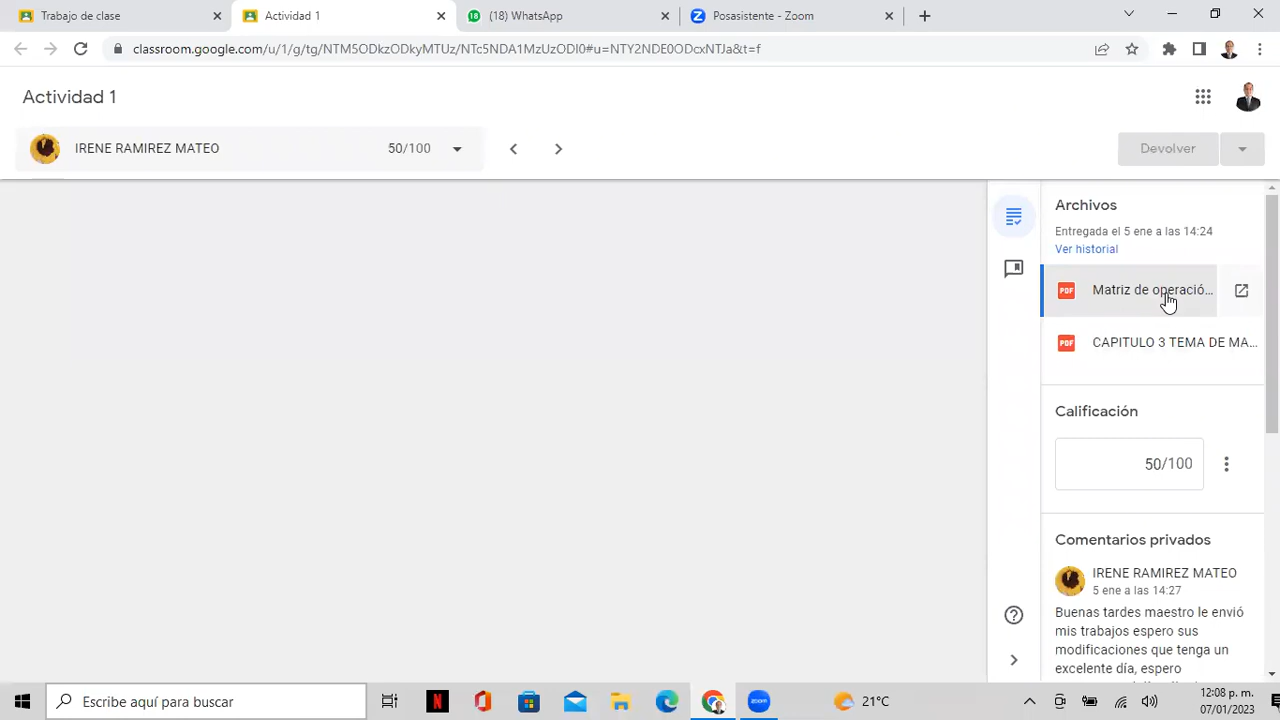 Trabajo de clase
Actividad 1
(18) WhatsApp
Posasistente - Zoom
classroom.google.com/u/1/g/tg/NTM5ODkzODkyMTUz/NTc5NDA1MzUzODI0#u=NTY2NDE0ODcxNTJa&t=f
Actividad 1
IRENE RAMIREZ MATEO
50/100
Devolver
Archivos
Entregada el 5 ene a las 14:24
Ver historial
PDF
Matriz de operació...
PDF
CAPITULO 3 TEMA DE MA...
Calificación
50/100
Comentarios privados
IRENE RAMIREZ MATEO
5 ene a las 14:27
Buenas tardes maestro le envió
mis trabajos espero sus
modificaciones que tenga un
excelente día, espero
Escribe aquí para buscar
21°C
12:08 p. m.
07/01/2023